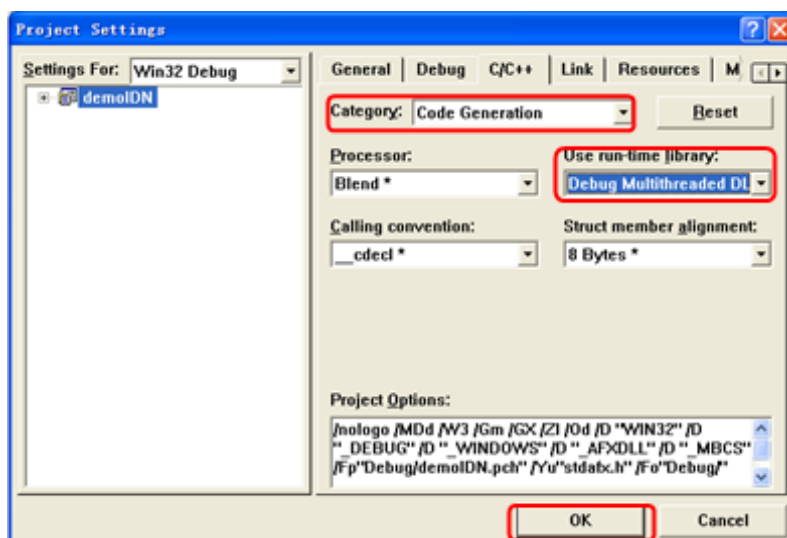 Project Settings
Settings For: Win32 Debug
demoIDN
General Debug C/C++ Link Resources M
Category: Code Generation
Reset
Processor: Use run-time library:
Blend * Debug Multithreaded DL
Calling convention: Struct member alignment:
__cdecl * 8 Bytes *
Project Options:
/nologo /MDd /W3 /Gm /GX /ZI /Od /D "WIN32" /D
"_DEBUG" /D "_WINDOWS" /D "_AFXDLL" /D "_MBCS"
/Fp"Debug/demoIDN.pch" /Yu"stdafx.h" /Fo"Debug/"
OK Cancel